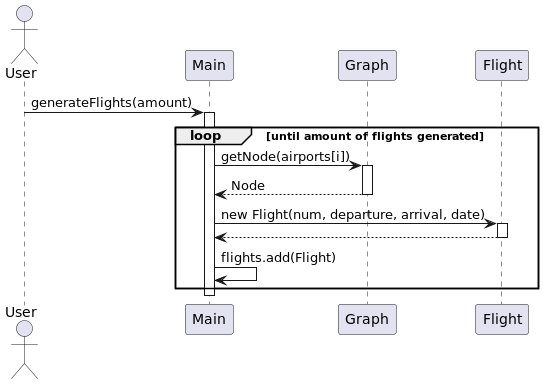 User
Main
Graph
Flight
generateFlights(amount)
loop
[until amount of flights generated]
getNode(airports[i])
Node
new Flight(num, departure, arrival, date)
flights.add(Flight)
User
Main
Graph
Flight